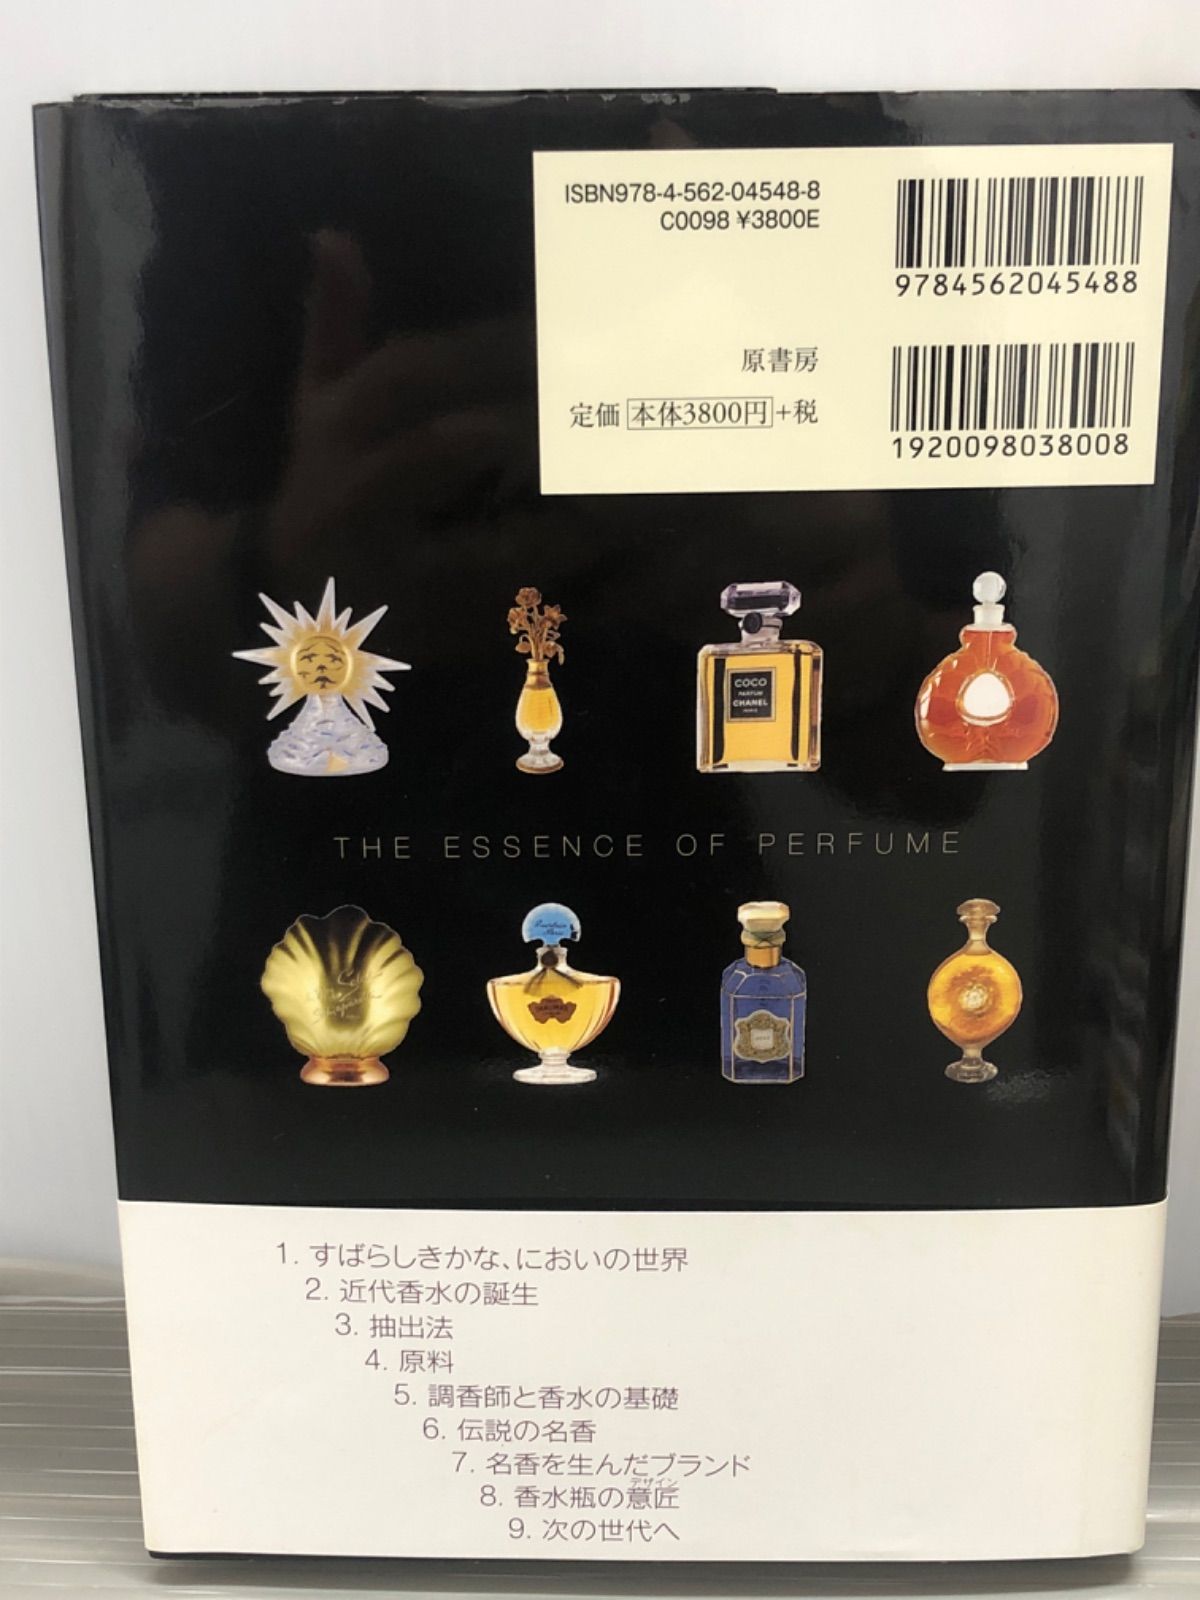 ISBN978-4-562-04548-8
C0098 ¥3800E
9784562045488
原書房
定価 本体3800円 +税
1920098038008
COCO
PARFUM
CHANEL
PARIS
THE ESSENCE OF PERFUME
Guerlain
Paris
1. すばらしきかな、においの世界
2. 近代香水の誕生
3. 抽出法
4. 原料
5. 調香師と香水の基礎
6. 伝説の名香
7. 名香を生んだブランド
デザイン
8. 香水瓶の意匠
9. 次の世代へ